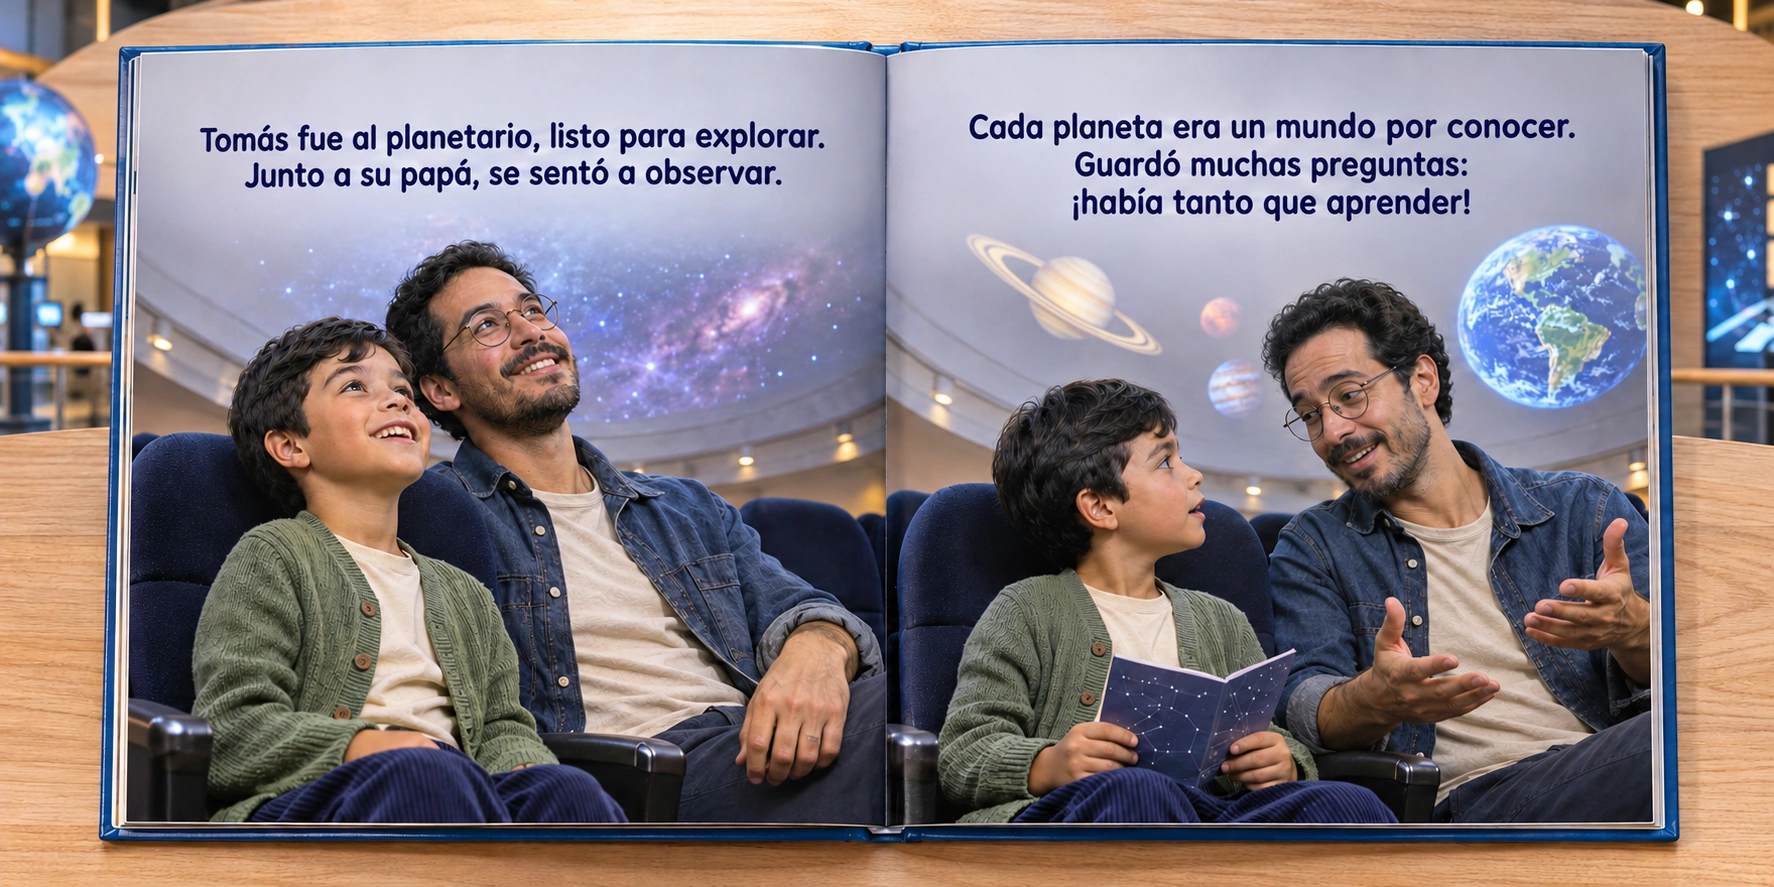 Tomás fue al planetario, listo para explorar.
Junto a su papá, se sentó a observar.
Cada planeta era un mundo por conocer.
Guardó muchas preguntas:
¡había tanto que aprender!